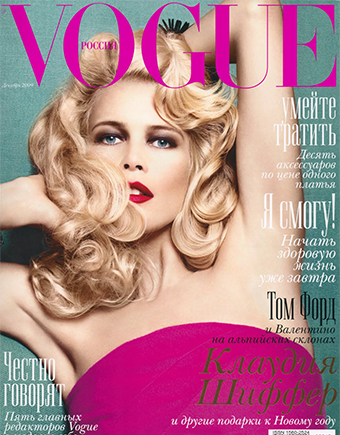 VOGUE
РОССИЯ
Декабрь 2009
умейте
тратить
Десять
аксессуаров
по цене одного
платья
Я смогу!
Начать
здоровую
жизнь
уже завтра
Том Форд
и Валентино
на альпийских склонах
Клаудия
Шиффер
и другие подарки к Новому году
Честно
говорят
Пять главных
редакторов Vogue